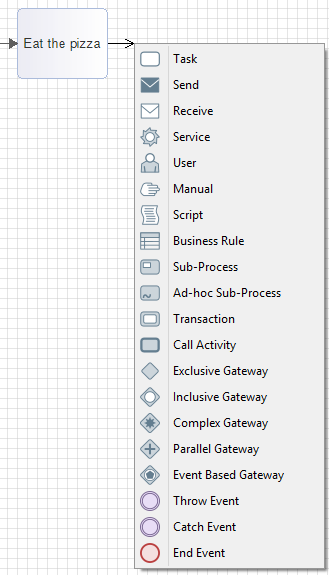 Eat the pizza
Task
Send
Receive
Service
User
Manual
Script
Business Rule
Sub-Process
Ad-hoc Sub-Process
Transaction
Call Activity
Exclusive Gateway
Inclusive Gateway
Complex Gateway
Parallel Gateway
Event Based Gateway
Throw Event
Catch Event
End Event